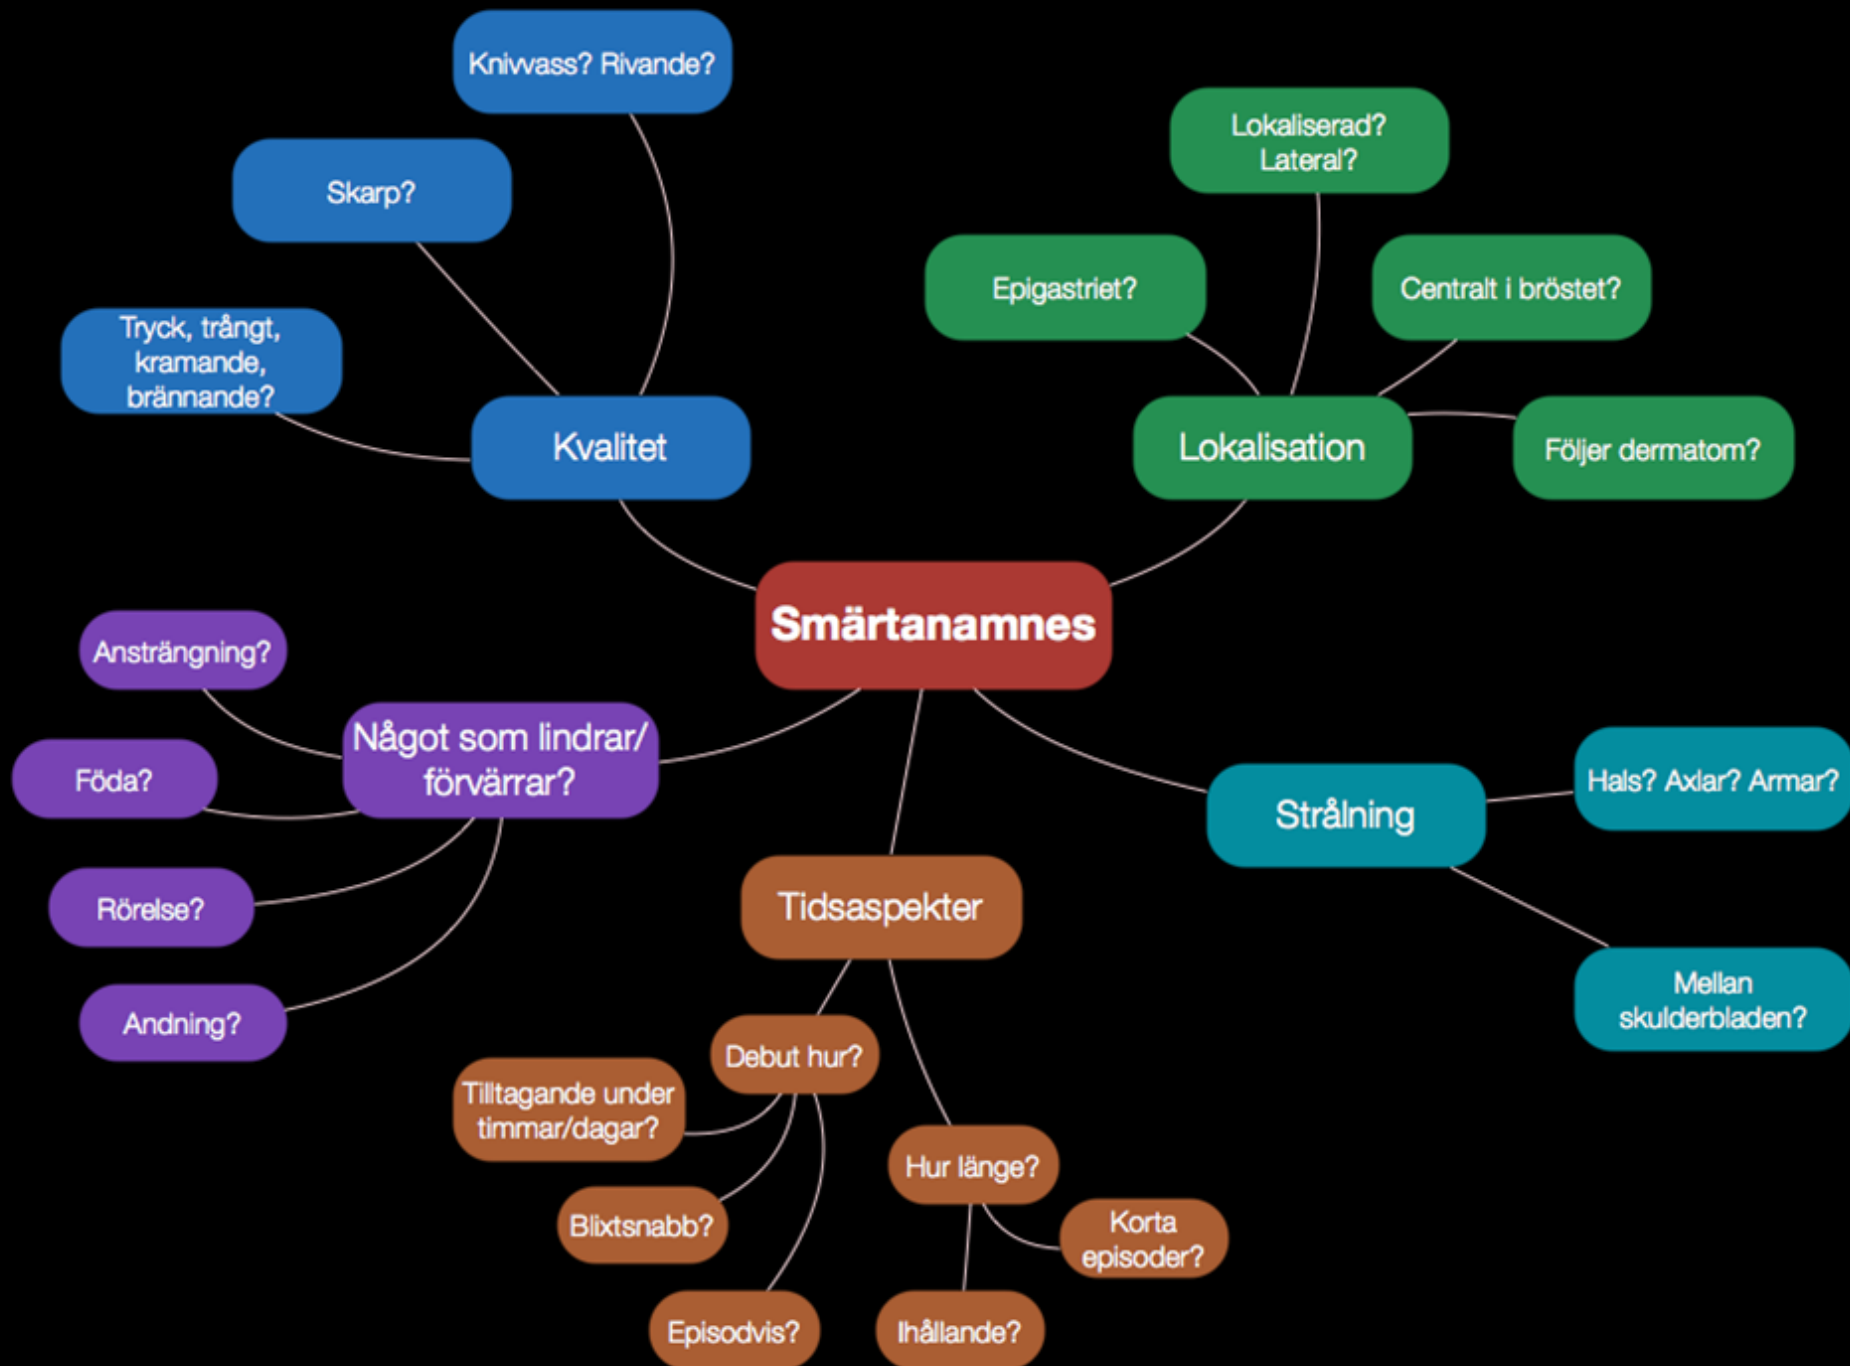 Knivvass? Rivande?
Skarp?
Tryck, trångt,
kramande,
brännande?
Kvalitet
Lokaliserad?
Lateral?
Epigastriet?
Centralt i bröstet?
Följer dermatom?
Lokalisation
Smärtanamnes
Ansträngning?
Föda?
Rörelse?
Andning?
Något som lindrar/
förvärrar?
Tidsaspekter
Debut hur?
Tilltagande under
timmar/dagar?
Blixtsnabb?
Episodvis?
Hur länge?
Korta
episoder?
Ihållande?
Strålning
Hals? Axlar? Armar?
Mellan
skulderbladen?